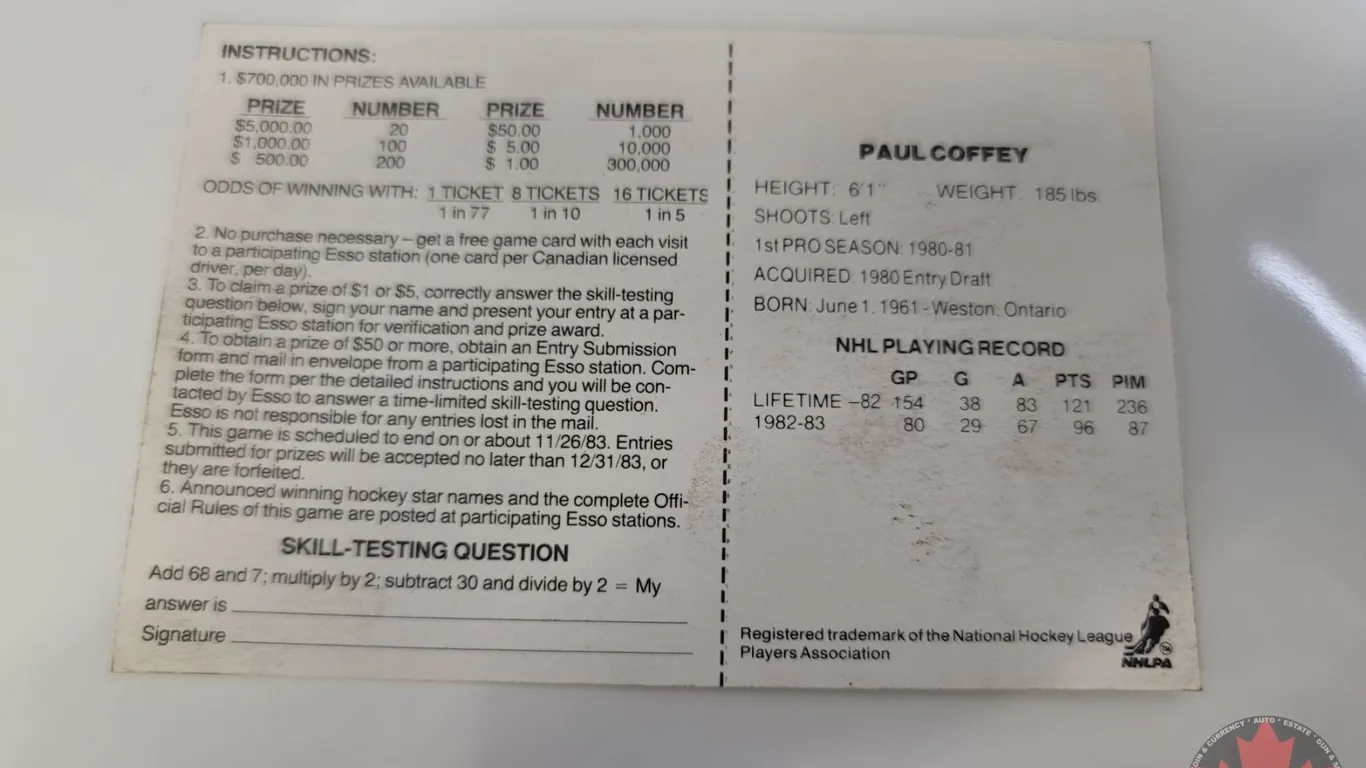 INSTRUCTIONS:
1. $700,000 IN PRIZES AVAILABLE
PRIZE NUMBER PRIZE NUMBER
$5,000.00 20 $50.00 1,000
$1,000.00 100 $ 5.00 10,000
$ 500.00 200 $ 1.00 300,000
ODDS OF WINNING WITH: 1 TICKET 8 TICKETS 16 TICKETS
1 in 77 1 in 10 1 in 5
2. No purchase necessary – get a free game card with each visit
to a participating Esso station (one card per Canadian licensed
driver, per day).
3. To claim a prize of $1 or $5, correctly answer the skill-testing
question below, sign your name and present your entry at a par-
ticipating Esso station for verification and prize award.
4. To obtain a prize of $50 or more, obtain an Entry Submission
form and mail in envelope from a participating Esso station. Com-
plete the form per the detailed instructions and you will be con-
tacted by Esso to answer a time-limited skill-testing question.
Esso is not responsible for any entries lost in the mail.
5. This game is scheduled to end on or about 11/26/83. Entries
submitted for prizes will be accepted no later than 12/31/83, or
they are forfeited.
6. Announced winning hockey star names and the complete Offi-
cial Rules of this game are posted at participating Esso stations.
SKILL-TESTING QUESTION
Add 68 and 7; multiply by 2; subtract 30 and divide by 2 = My
answer is
Signature
PAUL COFFEY
HEIGHT: 6'1" WEIGHT: 185 lbs.
SHOOTS: Left
1st PRO SEASON: 1980-81
ACQUIRED: 1980 Entry Draft
BORN: June 1, 1961 - Weston, Ontario
NHL PLAYING RECORD
GP G A PTS PIM
LIFETIME –82 154 38 83 121 236
1982-83 80 29 67 96 87
Registered trademark of the National Hockey League
Players Association
TM
NHLPA
COIN & CURRENCY • AUTO • ESTATE • GUN &